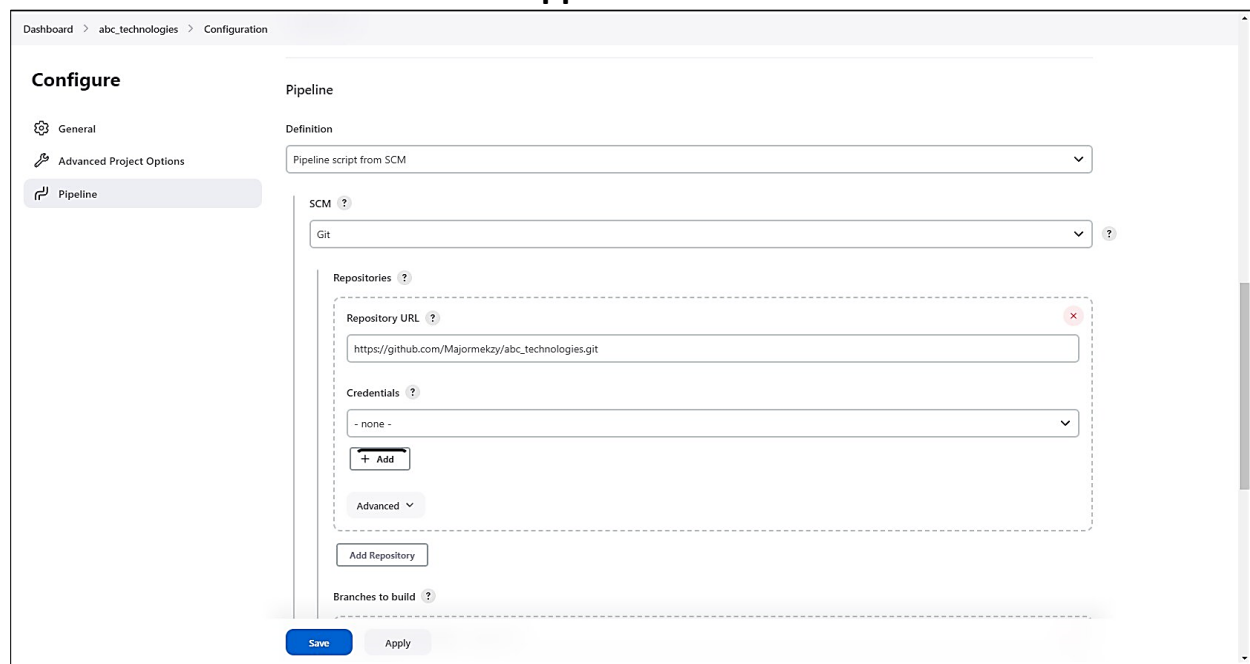 Dashboard > abc_technologies > Configuration
Configure
General
Advanced Project Options
Pipeline
Pipeline
Definition
Pipeline script from SCM
SCM ?
Git
?
Repositories ?
Repository URL ?
https://github.com/Majormekzy/abc_technologies.git
Credentials ?
- none -
+ Add
Advanced
Add Repository
Branches to build ?
Save
Apply